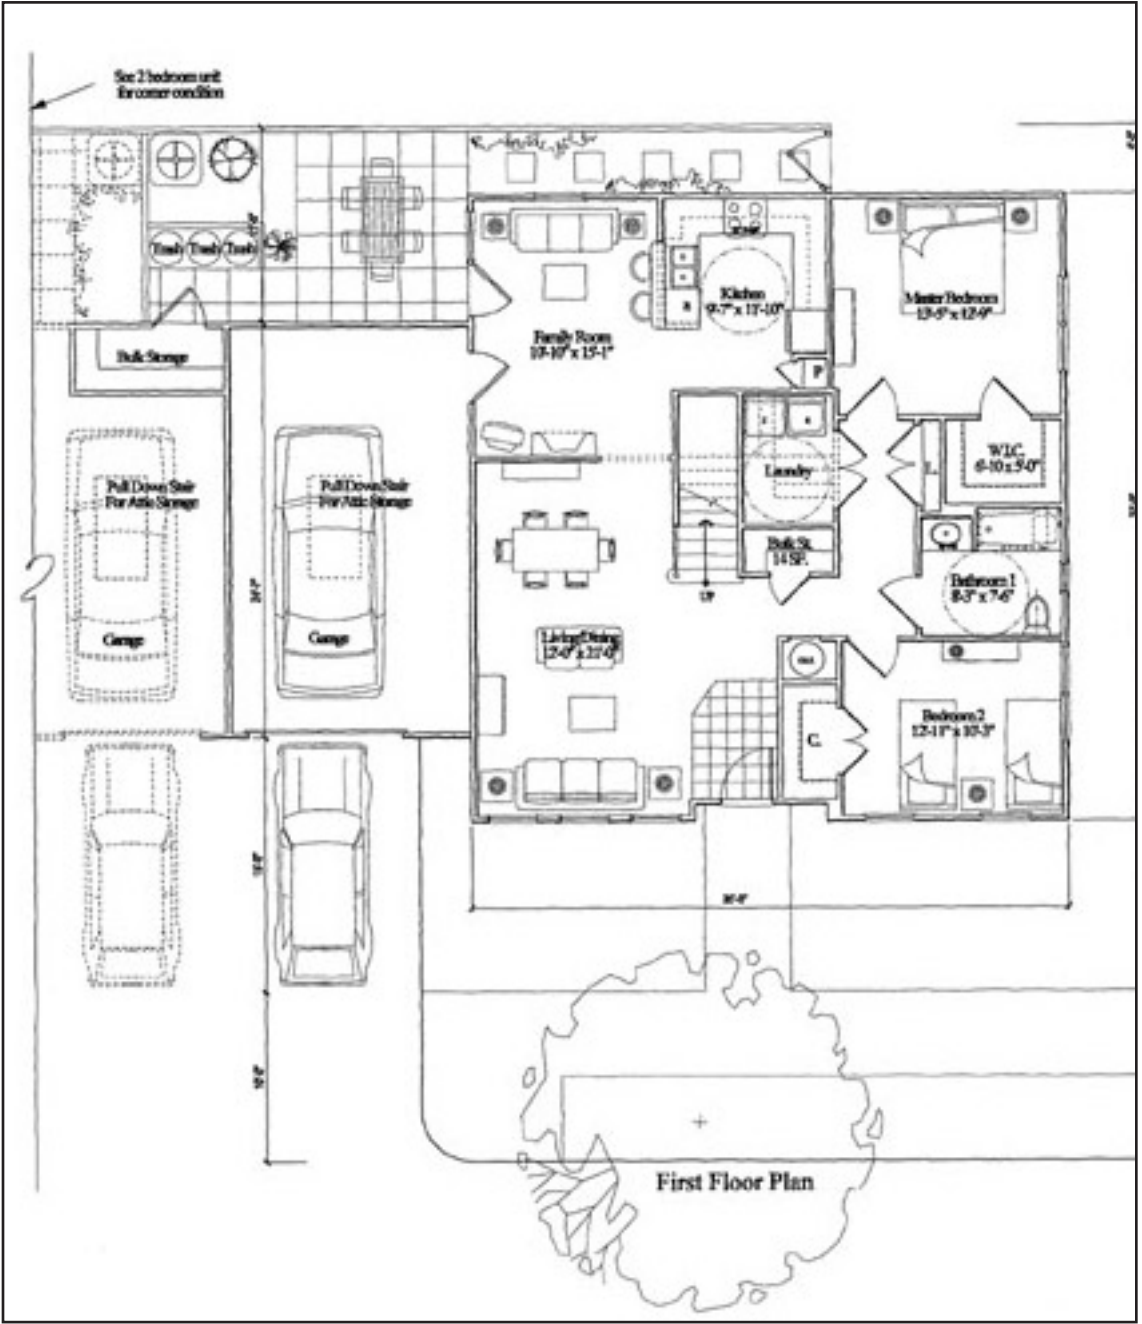 See 2 bedroom unit
for corner condition
Trash Trash Trash
Bulk Storage
Family Room
10'-10" x 15'-1"
Kitchen
9'-7" x 11'-10"
Master Bedroom
13'-5" x 12'-9"
P
R
W.I.C.
6'-10 x 5'-0"
L.
Laundry
Pull Down Stair
For Attic Storage
Pull Down Stair
For Attic Storage
Bulk St.
14 SF.
UP
Bathroom 1
8'-3" x 7'-6"
2
Garage
Garage
Living/Dining
12'-0" x 21'-0"
C.
Bedroom 2
12'-11" x 10'-3"
First Floor Plan